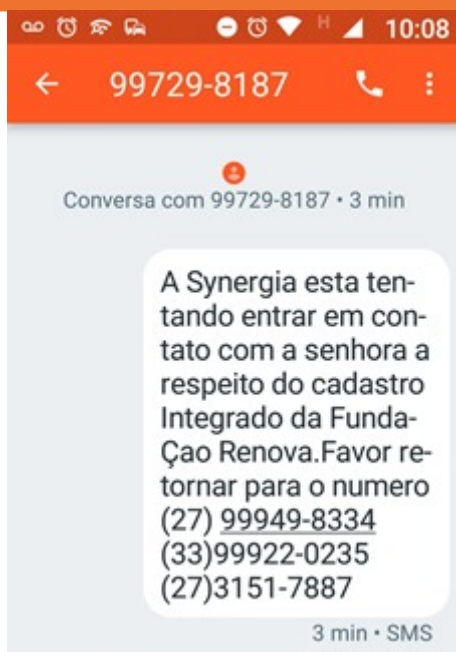 H 10:08
99729-8187
Conversa com 99729-8187 • 3 min
A Synergia esta ten-
tando entrar em con-
tato com a senhora a
respeito do cadastro
Integrado da Funda-
Çao Renova.Favor re-
tornar para o numero
(27) 99949-8334
(33)99922-0235
(27)3151-7887
3 min • SMS